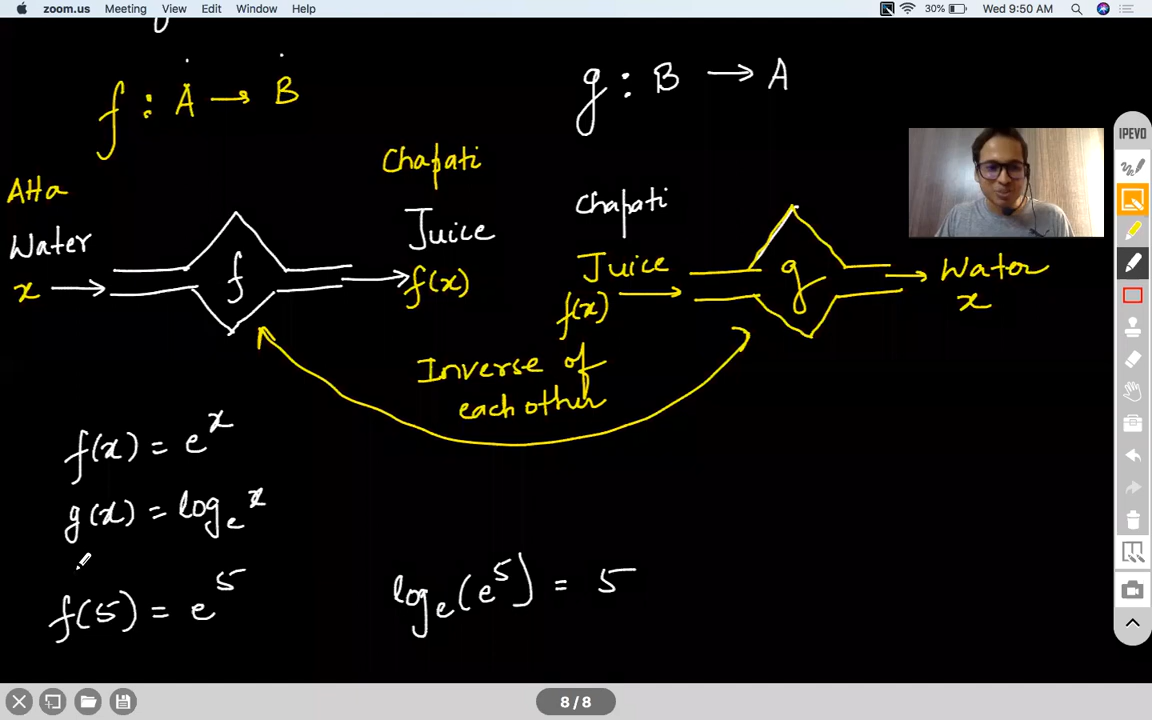 zoom.us Meeting View Edit Window Help
30% Wed 9:50 AM
f : A → B
g : B → A
IPEVO
Atta
Chapati
Chapati
Water
Juice
Juice
Water
x → f → f(x)
f(x) → g → x
Inverse of
each other
f(x) = e^x
g(x) = log_e x
f(5) = e^5
log_e(e^5) = 5
8 / 8